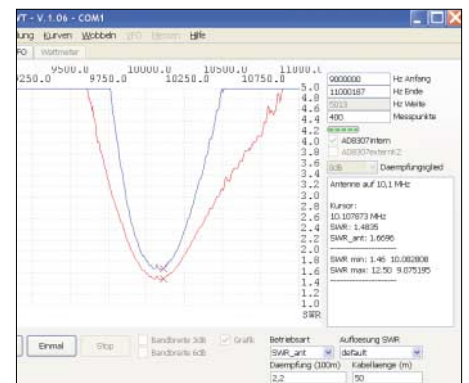 WT - V.1.06 - COM1
lung Kurven Wobbeln VFO Messen Hilfe
FO Wattmeter
9500.0 10000.0 10500.0 11000.0
9250.0 9750.0 10250.0 10750.0
5.0
4.8
4.6
4.4
4.2
4.0
3.8
3.6
3.4
3.2
3.0
2.8
2.6
2.4
2.2
2.0
1.8
1.6
1.4
1.2
1.0
SWR
9000000 Hz Anfang
11000187 Hz Ende
5013 Hz Weite
400 Messpunkte
AD8307intern
AD8307externK2
0dB Daempfungsglied
Antenne auf 10,1 MHz
Kursor:
10.107873 MHz
SWR: 1.4835
SWR_ant: 1.6696
---------------------
SWR min: 1.46 10.082808
SWR max: 12.50 9.075195
---------------------
Einmal Stop
Bandbreite 3dB Grafik
Bandbreite 6dB
Betriebsart Aufloesung SWR
SWR_ant default
Daempfung (100m) Kabellaenge (m)
2,2 50